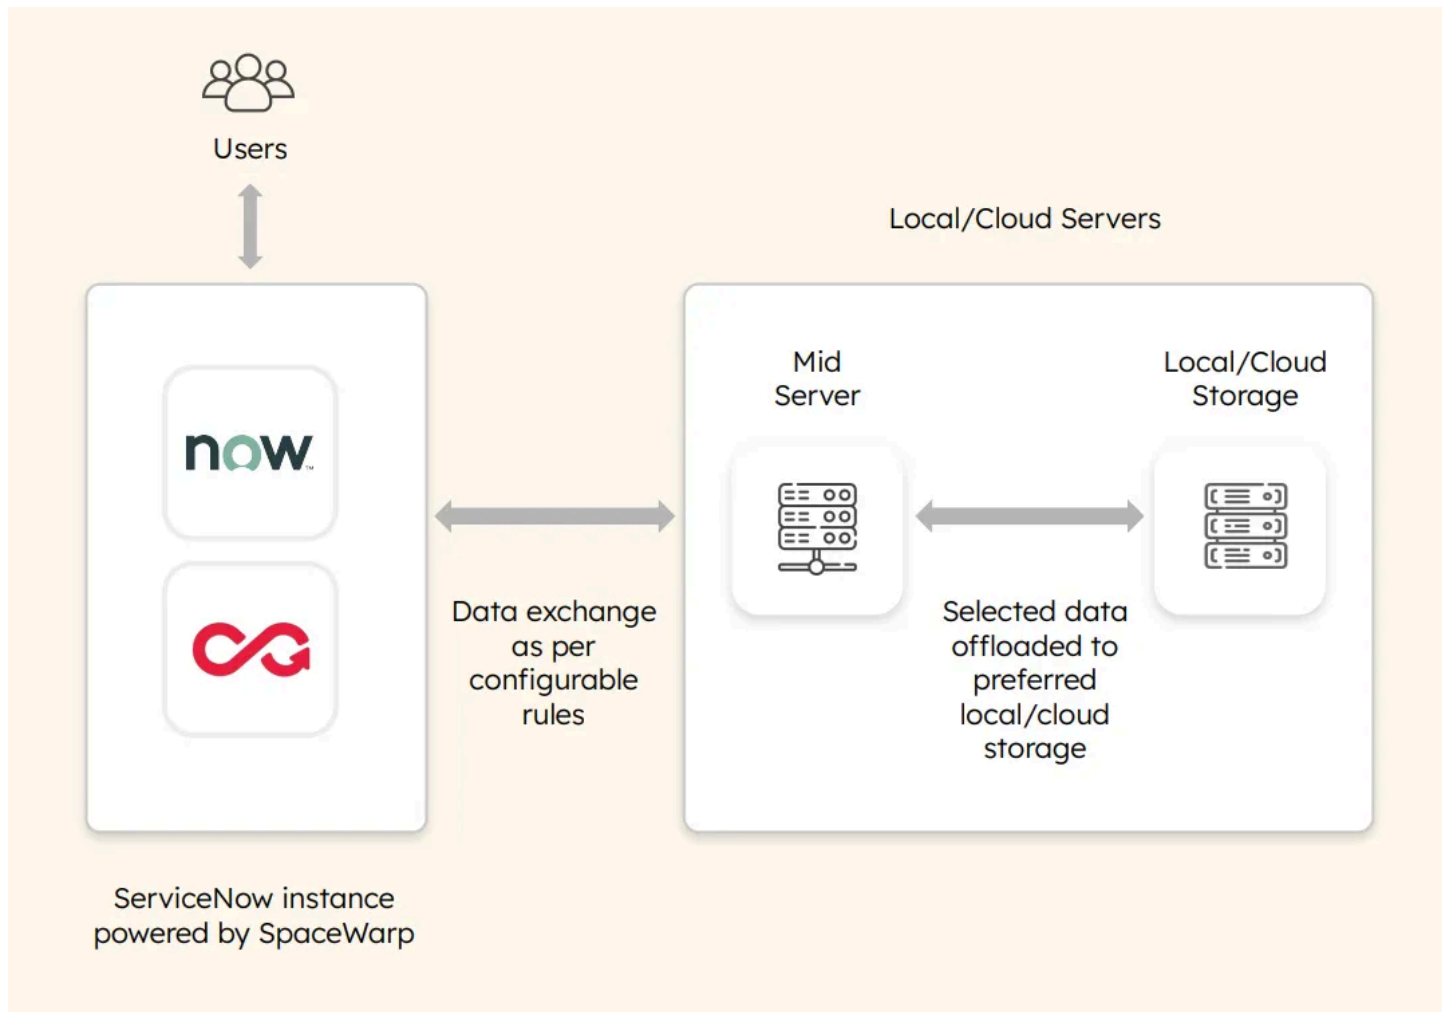 Users
Local/Cloud Servers
now™
Mid
Server
Local/Cloud
Storage
Data exchange
as per
configurable
rules
Selected data
offloaded to
preferred
local/cloud
storage
ServiceNow instance
powered by SpaceWarp